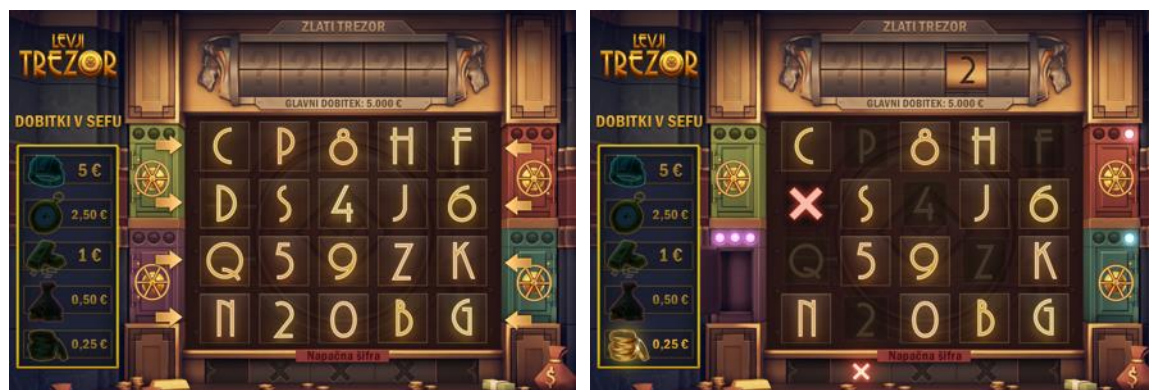 LEVJI
TREZOR
ZLATI TREZOR
GLAVNI DOBITEK: 5.000 €
DOBITKI V SEFU
5 €
2,50 €
1 €
0,50 €
0,25 €
C P 8 H F
D S 4 J 6
Q 5 9 Z K
N 2 0 B G
Napačna šifra
LEVJI
TREZOR
ZLATI TREZOR
2
GLAVNI DOBITEK: 5.000 €
DOBITKI V SEFU
5 €
2,50 €
1 €
0,50 €
0,25 €
C P 8 H F
S 4 J 6
Q 5 9 Z K
N 2 0 B G
Napačna šifra